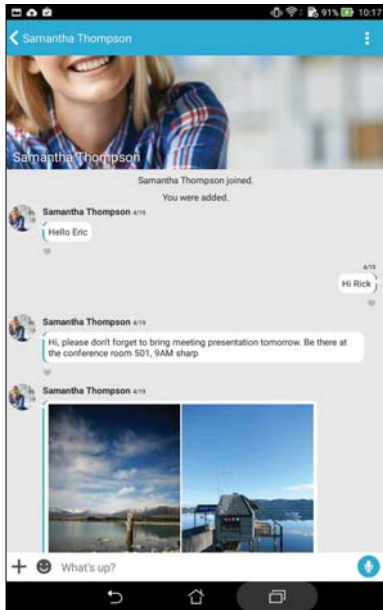 91% 10:17
Samantha Thompson
Samantha Thompson
Samantha Thompson joined.
You were added.
Samantha Thompson 4/19
Hello Eric
4/19
Hi Rick
Samantha Thompson 4/19
Hi, please don't forget to bring meeting presentation tomorrow. Be there at
the conference room 501, 9AM sharp
Samantha Thompson 4/19
What's up?